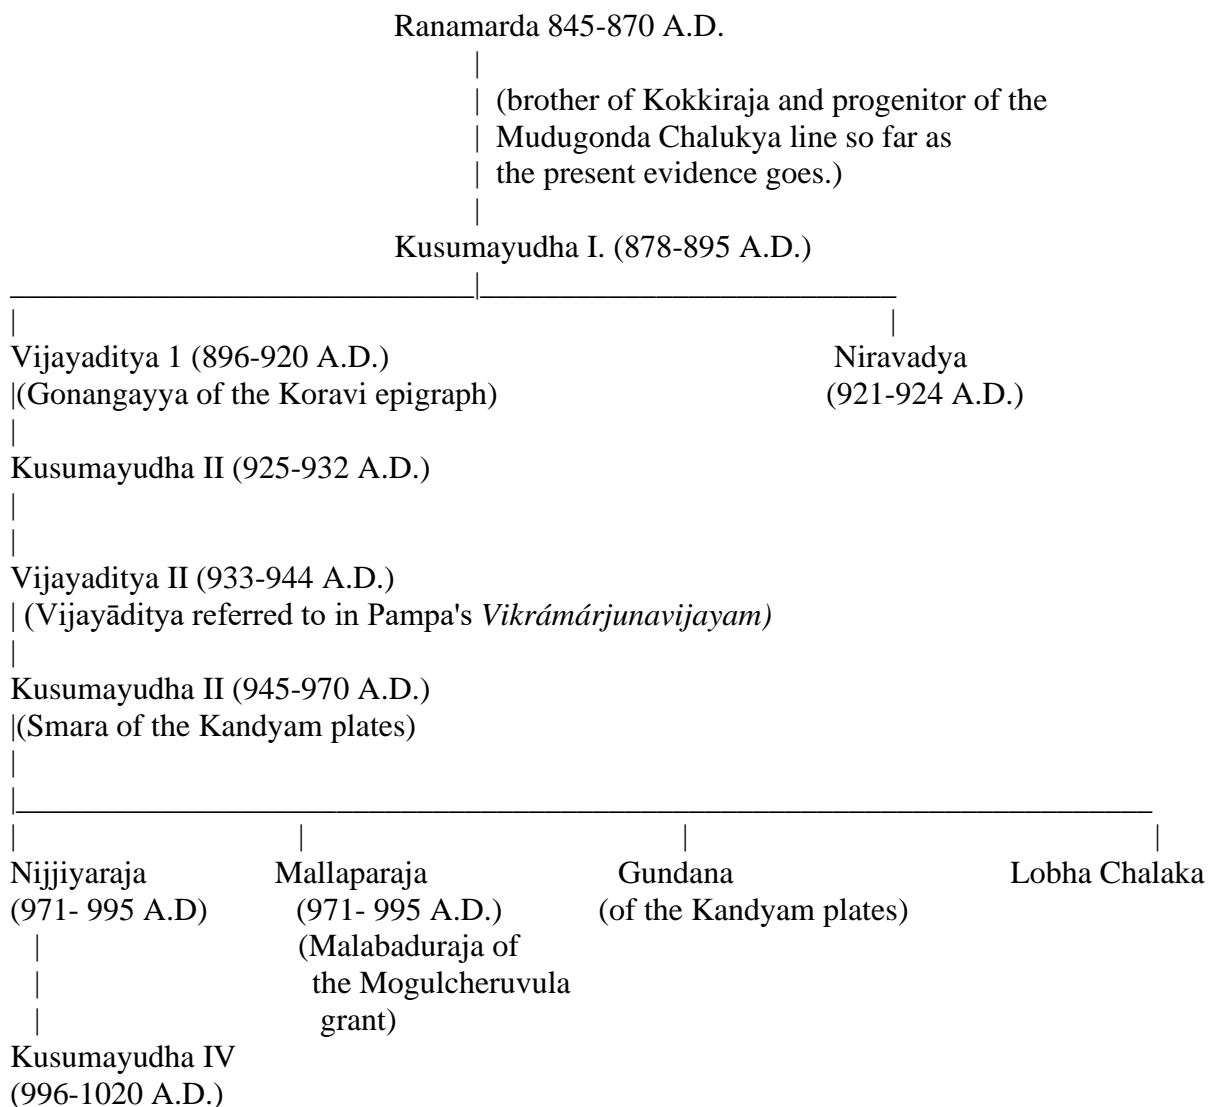 Ranamarda 845-870 A.D.
(brother of Kokkiraja and progenitor of the
Mudugonda Chalukya line so far as
the present evidence goes.)
Kusumayudha I. (878-895 A.D.)
Vijayaditya 1 (896-920 A.D.) Niravadya
(Gonangayya of the Koravi epigraph) (921-924 A.D.)
Kusumayudha II (925-932 A.D.)
Vijayaditya II (933-944 A.D.)
(Vijayāditya referred to in Pampa's Vikrámárjunavijayam)
Kusumayudha II (945-970 A.D.)
(Smara of the Kandyam plates)
Nijjiyaraja Mallaparaja Gundana Lobha Chalaka
(971- 995 A.D) (971- 995 A.D.) (of the Kandyam plates)
(Malabaduraja of
the Mogulcheruvula
grant)
Kusumayudha IV
(996-1020 A.D.)